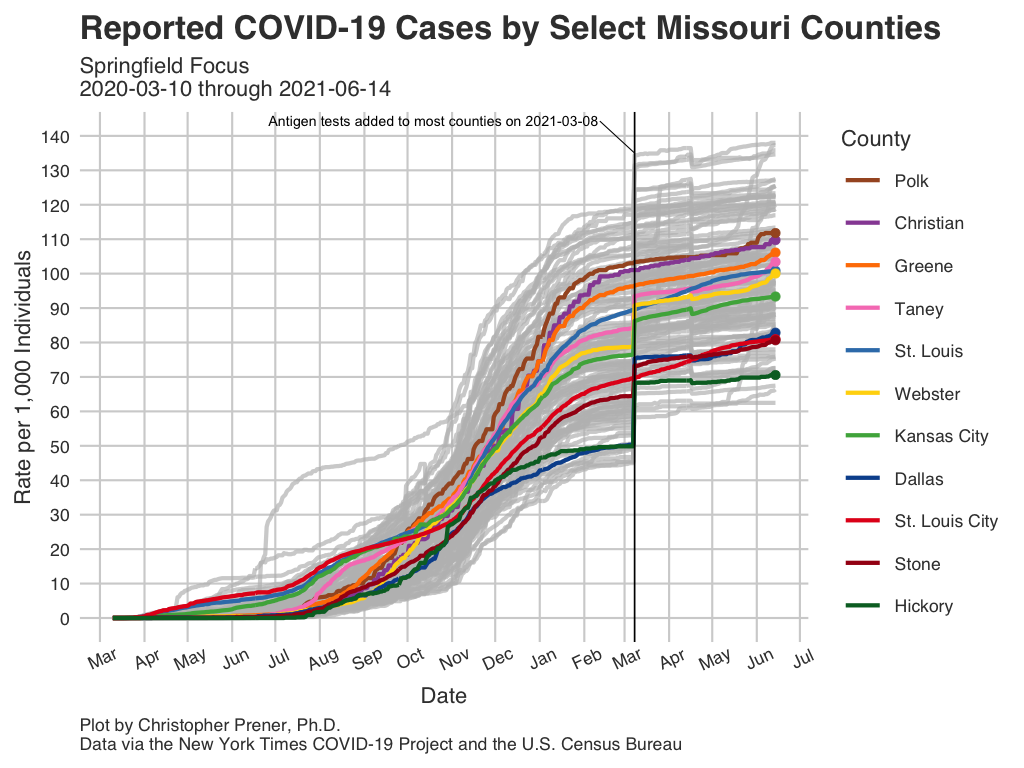 Reported COVID-19 Cases by Select Missouri Counties
Springfield Focus
2020-03-10 through 2021-06-14
Antigen tests added to most counties on 2021-03-08
Rate per 1,000 Individuals
140
130
120
110
100
90
80
70
60
50
40
30
20
10
0
Mar Apr May Jun Jul Aug Sep Oct Nov Dec Jan Feb Mar Apr May Jun Jul
Date
County
Polk
Christian
Greene
Taney
St. Louis
Webster
Kansas City
Dallas
St. Louis City
Stone
Hickory
Plot by Christopher Prener, Ph.D.
Data via the New York Times COVID-19 Project and the U.S. Census Bureau